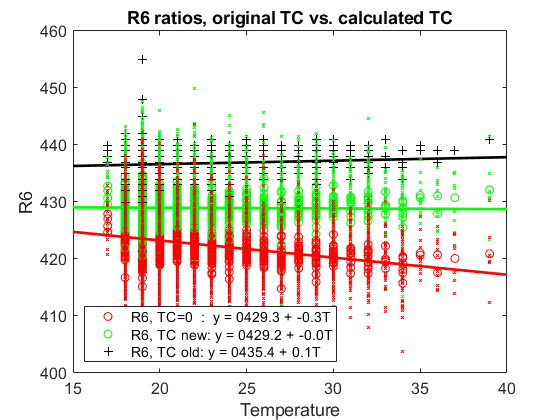 R6 ratios, original TC vs. calculated TC
460
450
440
430
420
410
400
R6
R6, TC=0 : y = 0429.3 + -0.3T
R6, TC new: y = 0429.2 + -0.0T
R6, TC old: y = 0435.4 + 0.1T
15 20 25 30 35 40
Temperature